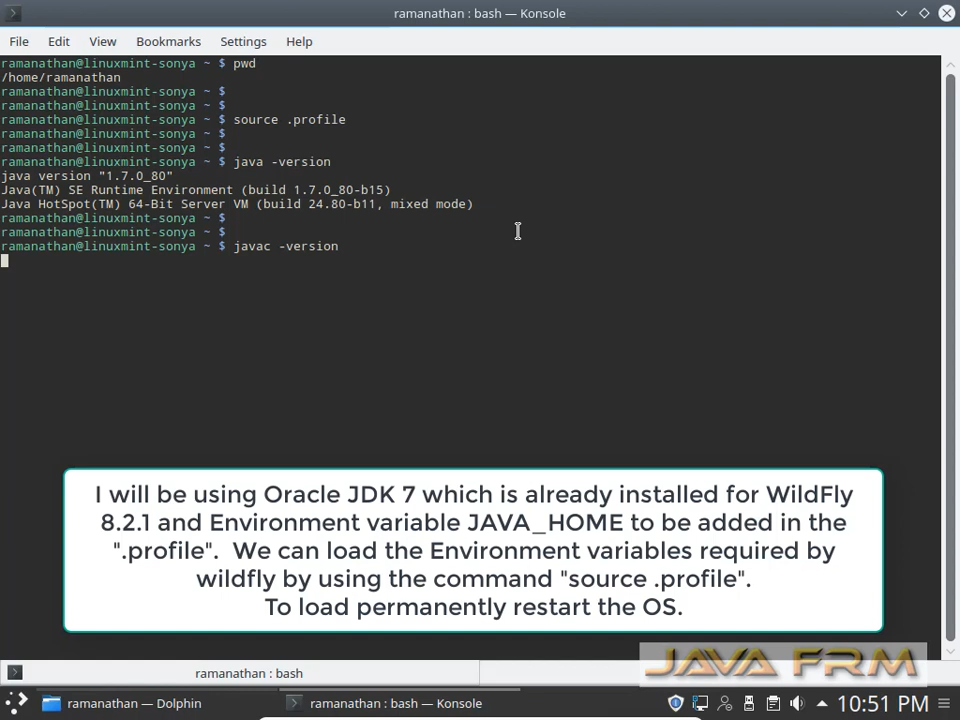 ramanathan : bash — Konsole
File Edit View Bookmarks Settings Help
ramanathan@linuxmint-sonya ~ $ pwd
/home/ramanathan
ramanathan@linuxmint-sonya ~ $
ramanathan@linuxmint-sonya ~ $
ramanathan@linuxmint-sonya ~ $ source .profile
ramanathan@linuxmint-sonya ~ $
ramanathan@linuxmint-sonya ~ $
ramanathan@linuxmint-sonya ~ $ java -version
java version "1.7.0_80"
Java(TM) SE Runtime Environment (build 1.7.0_80-b15)
Java HotSpot(TM) 64-Bit Server VM (build 24.80-b11, mixed mode)
ramanathan@linuxmint-sonya ~ $
ramanathan@linuxmint-sonya ~ $
ramanathan@linuxmint-sonya ~ $ javac -version
I will be using Oracle JDK 7 which is already installed for WildFly
8.2.1 and Environment variable JAVA_HOME to be added in the
".profile".  We can load the Environment variables required by
wildfly by using the command "source .profile".
To load permanently restart the OS.
ramanathan : bash
JAVA FRM
ramanathan — Dolphin
ramanathan : bash — Konsole
10:51 PM